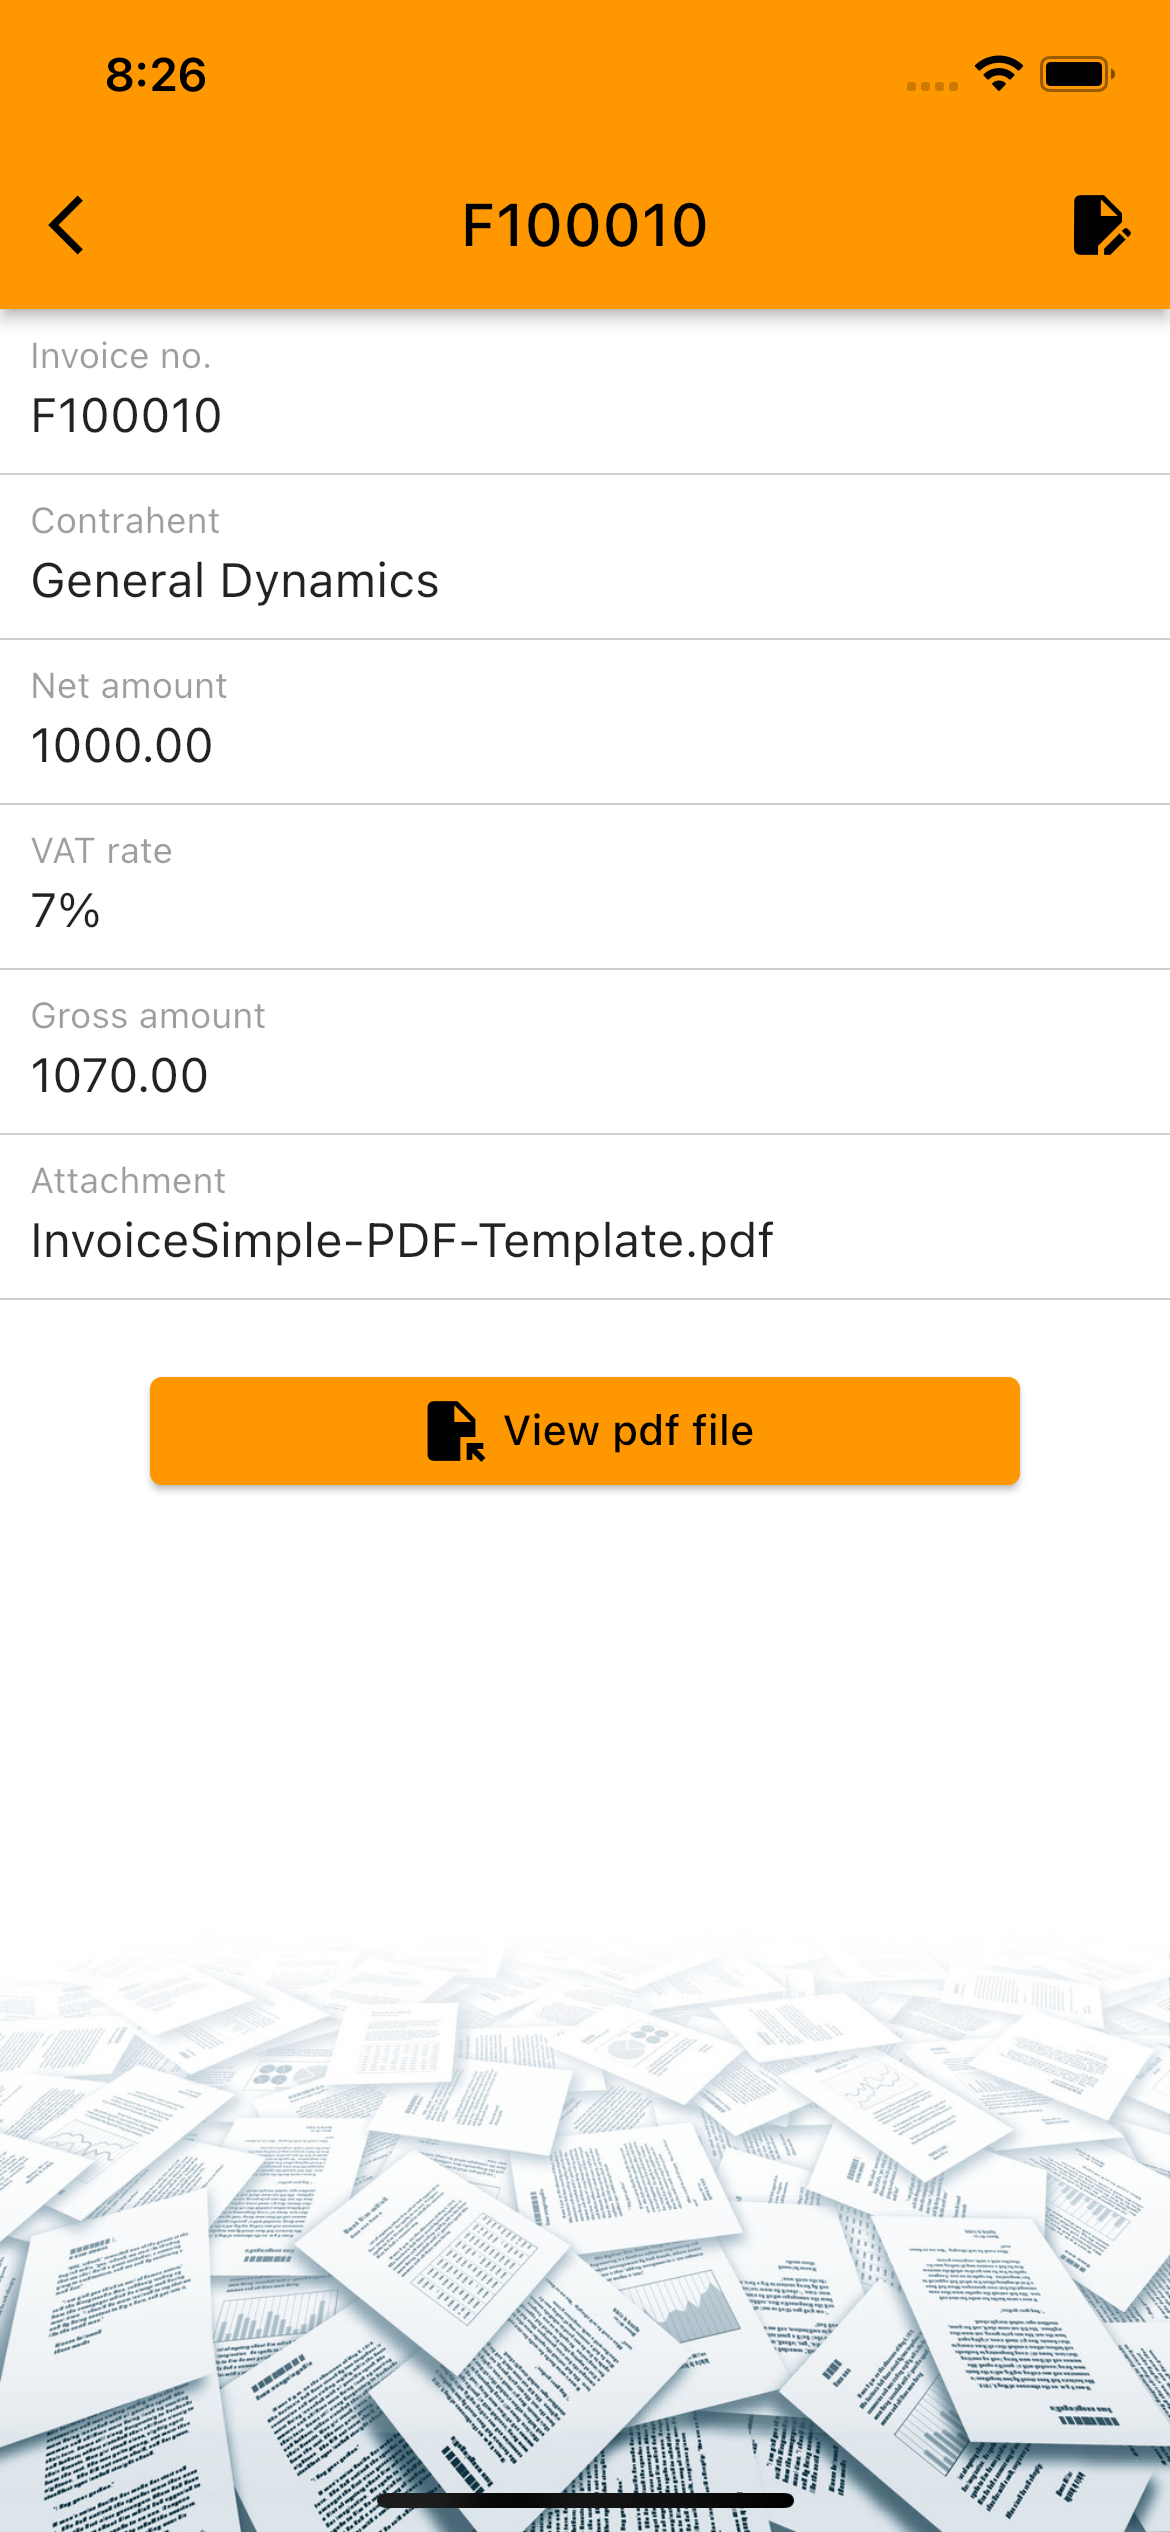 8:26
F100010
Invoice no.
F100010
Contrahent
General Dynamics
Net amount
1000.00
VAT rate
7%
Gross amount
1070.00
Attachment
InvoiceSimple-PDF-Template.pdf
View pdf file